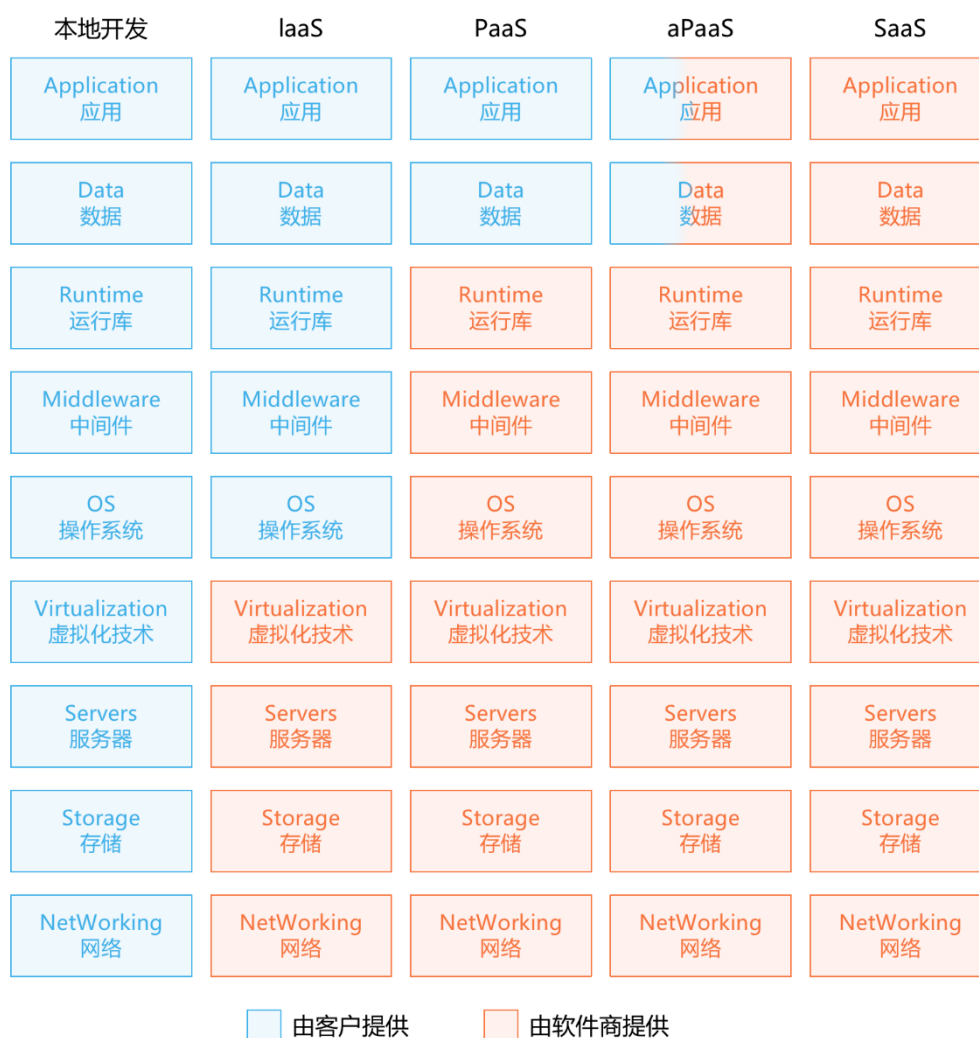 本地开发 IaaS PaaS aPaaS SaaS
Application Application Application Application Application
应用 应用 应用 应用 应用
Data Data Data Data Data
数据 数据 数据 数据 数据
Runtime Runtime Runtime Runtime Runtime
运行库 运行库 运行库 运行库 运行库
Middleware Middleware Middleware Middleware Middleware
中间件 中间件 中间件 中间件 中间件
OS OS OS OS OS
操作系统 操作系统 操作系统 操作系统 操作系统
Virtualization Virtualization Virtualization Virtualization Virtualization
虚拟化技术 虚拟化技术 虚拟化技术 虚拟化技术 虚拟化技术
Servers Servers Servers Servers Servers
服务器 服务器 服务器 服务器 服务器
Storage Storage Storage Storage Storage
存储 存储 存储 存储 存储
NetWorking NetWorking NetWorking NetWorking NetWorking
网络 网络 网络 网络 网络
由客户提供 由软件商提供